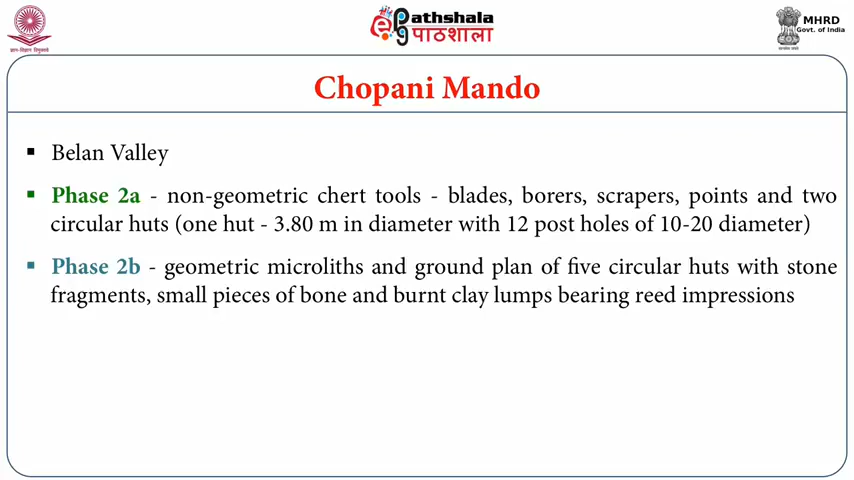 ePathshala
पाठशाला
MHRD
Govt. of India
Chopani Mando
▪ Belan Valley
▪ Phase 2a - non-geometric chert tools - blades, borers, scrapers, points and two
circular huts (one hut - 3.80 m in diameter with 12 post holes of 10-20 diameter)
▪ Phase 2b - geometric microliths and ground plan of five circular huts with stone
fragments, small pieces of bone and burnt clay lumps bearing reed impressions